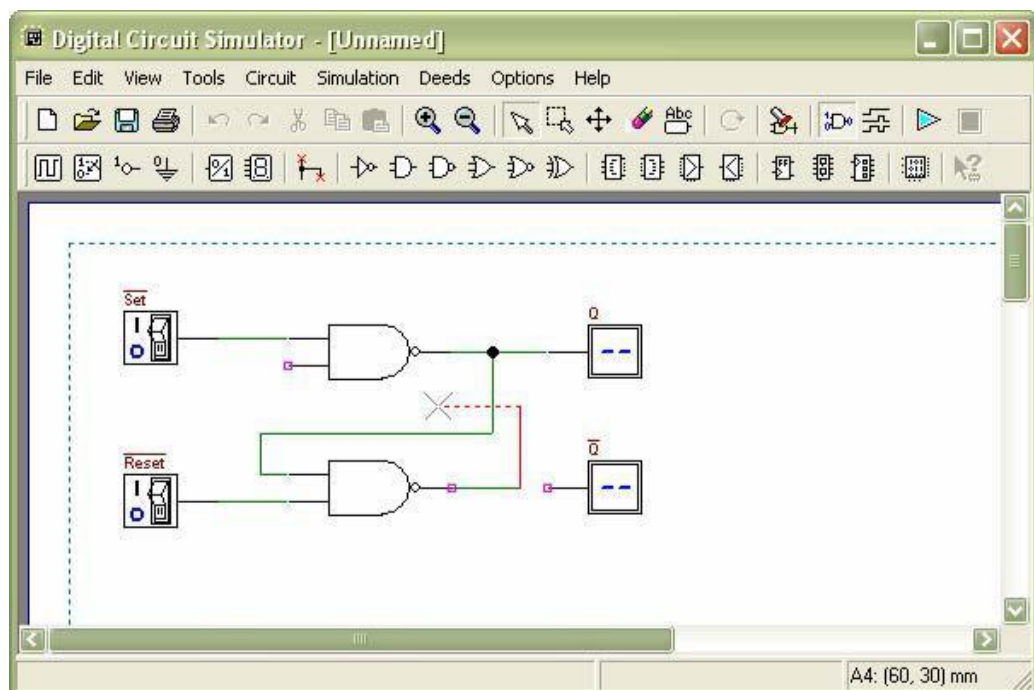 Digital Circuit Simulator - [Unnamed]
File Edit View Tools Circuit Simulation Deeds Options Help
Abc
Set
Q
Reset
Q
A4: (60, 30) mm